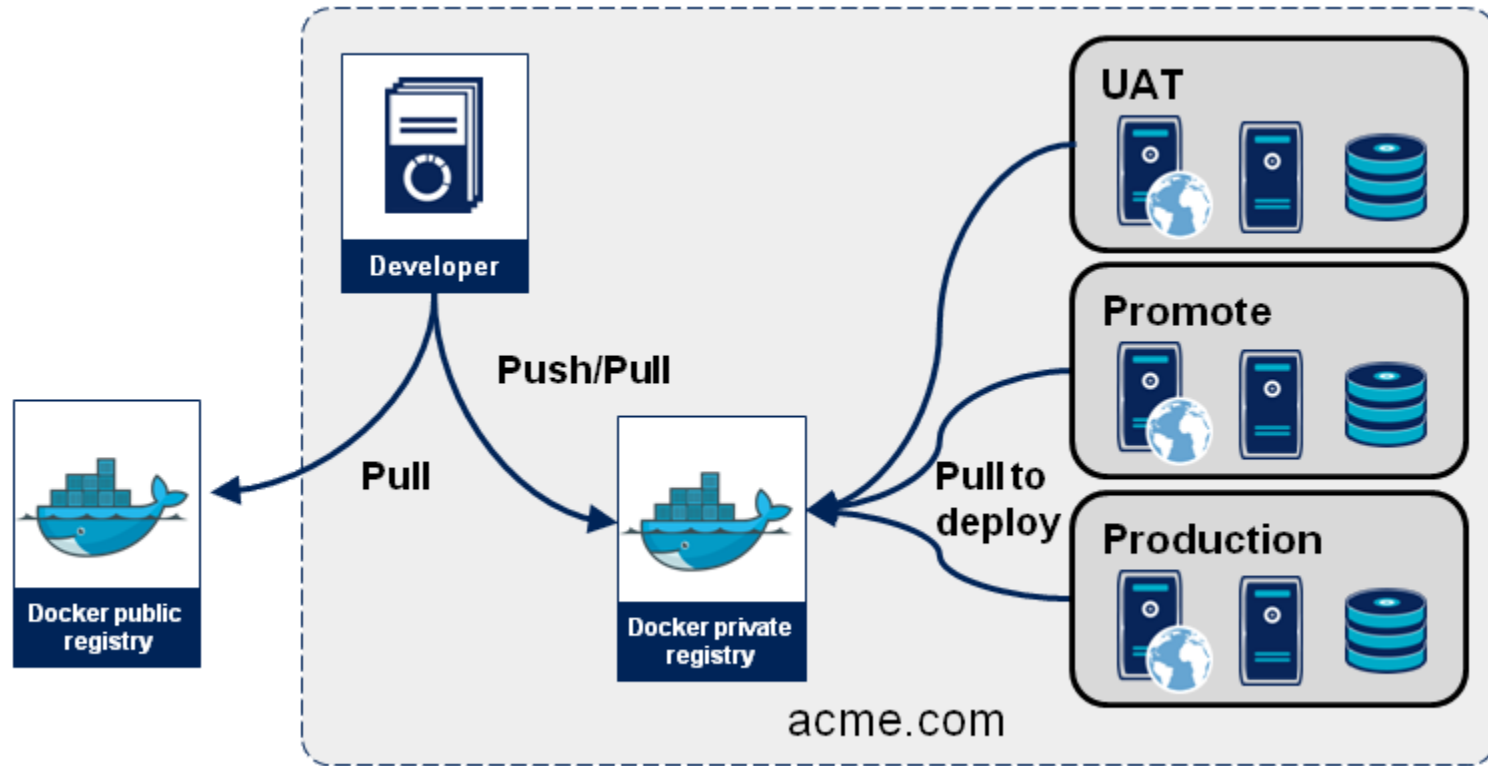 Developer
Push/Pull
Pull
Docker public
registry
Docker private
registry
Pull to
deploy
UAT
Promote
Production
acme.com